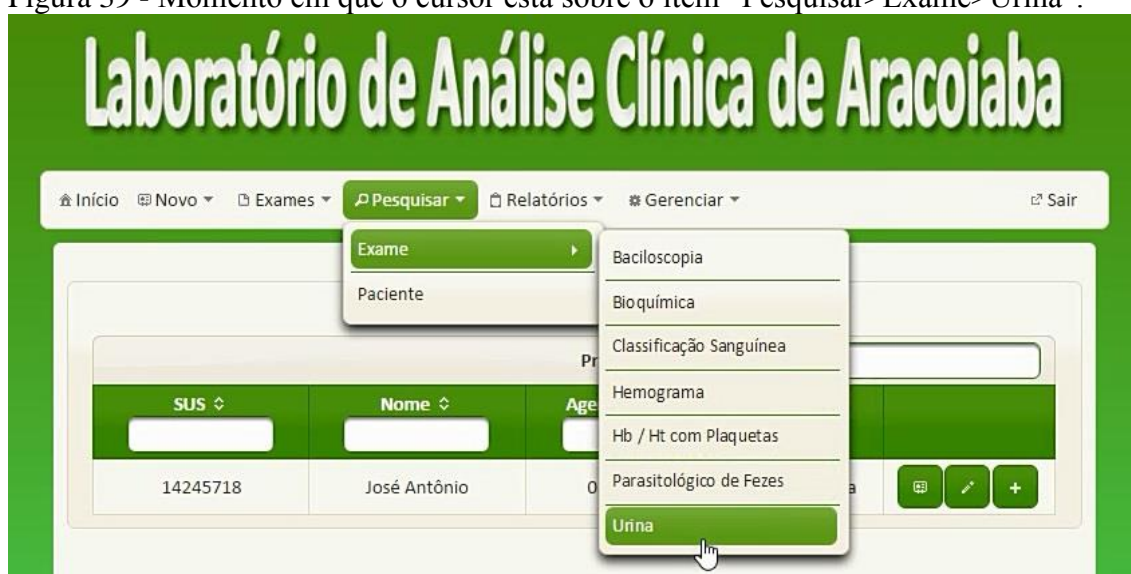 Figura 39 - Momento em que o cursor está sobre o item "Pesquisar>Exame>Urina".
Laboratório de Análise Clínica de Aracoiaba
Início Novo Exames Pesquisar Relatórios Gerenciar Sair
Exame
Paciente
Baciloscopia
Bioquímica
Classificação Sanguínea
Hemograma
Hb / Ht com Plaquetas
Parasitológico de Fezes
Urina
SUS Nome
14245718 José Antônio